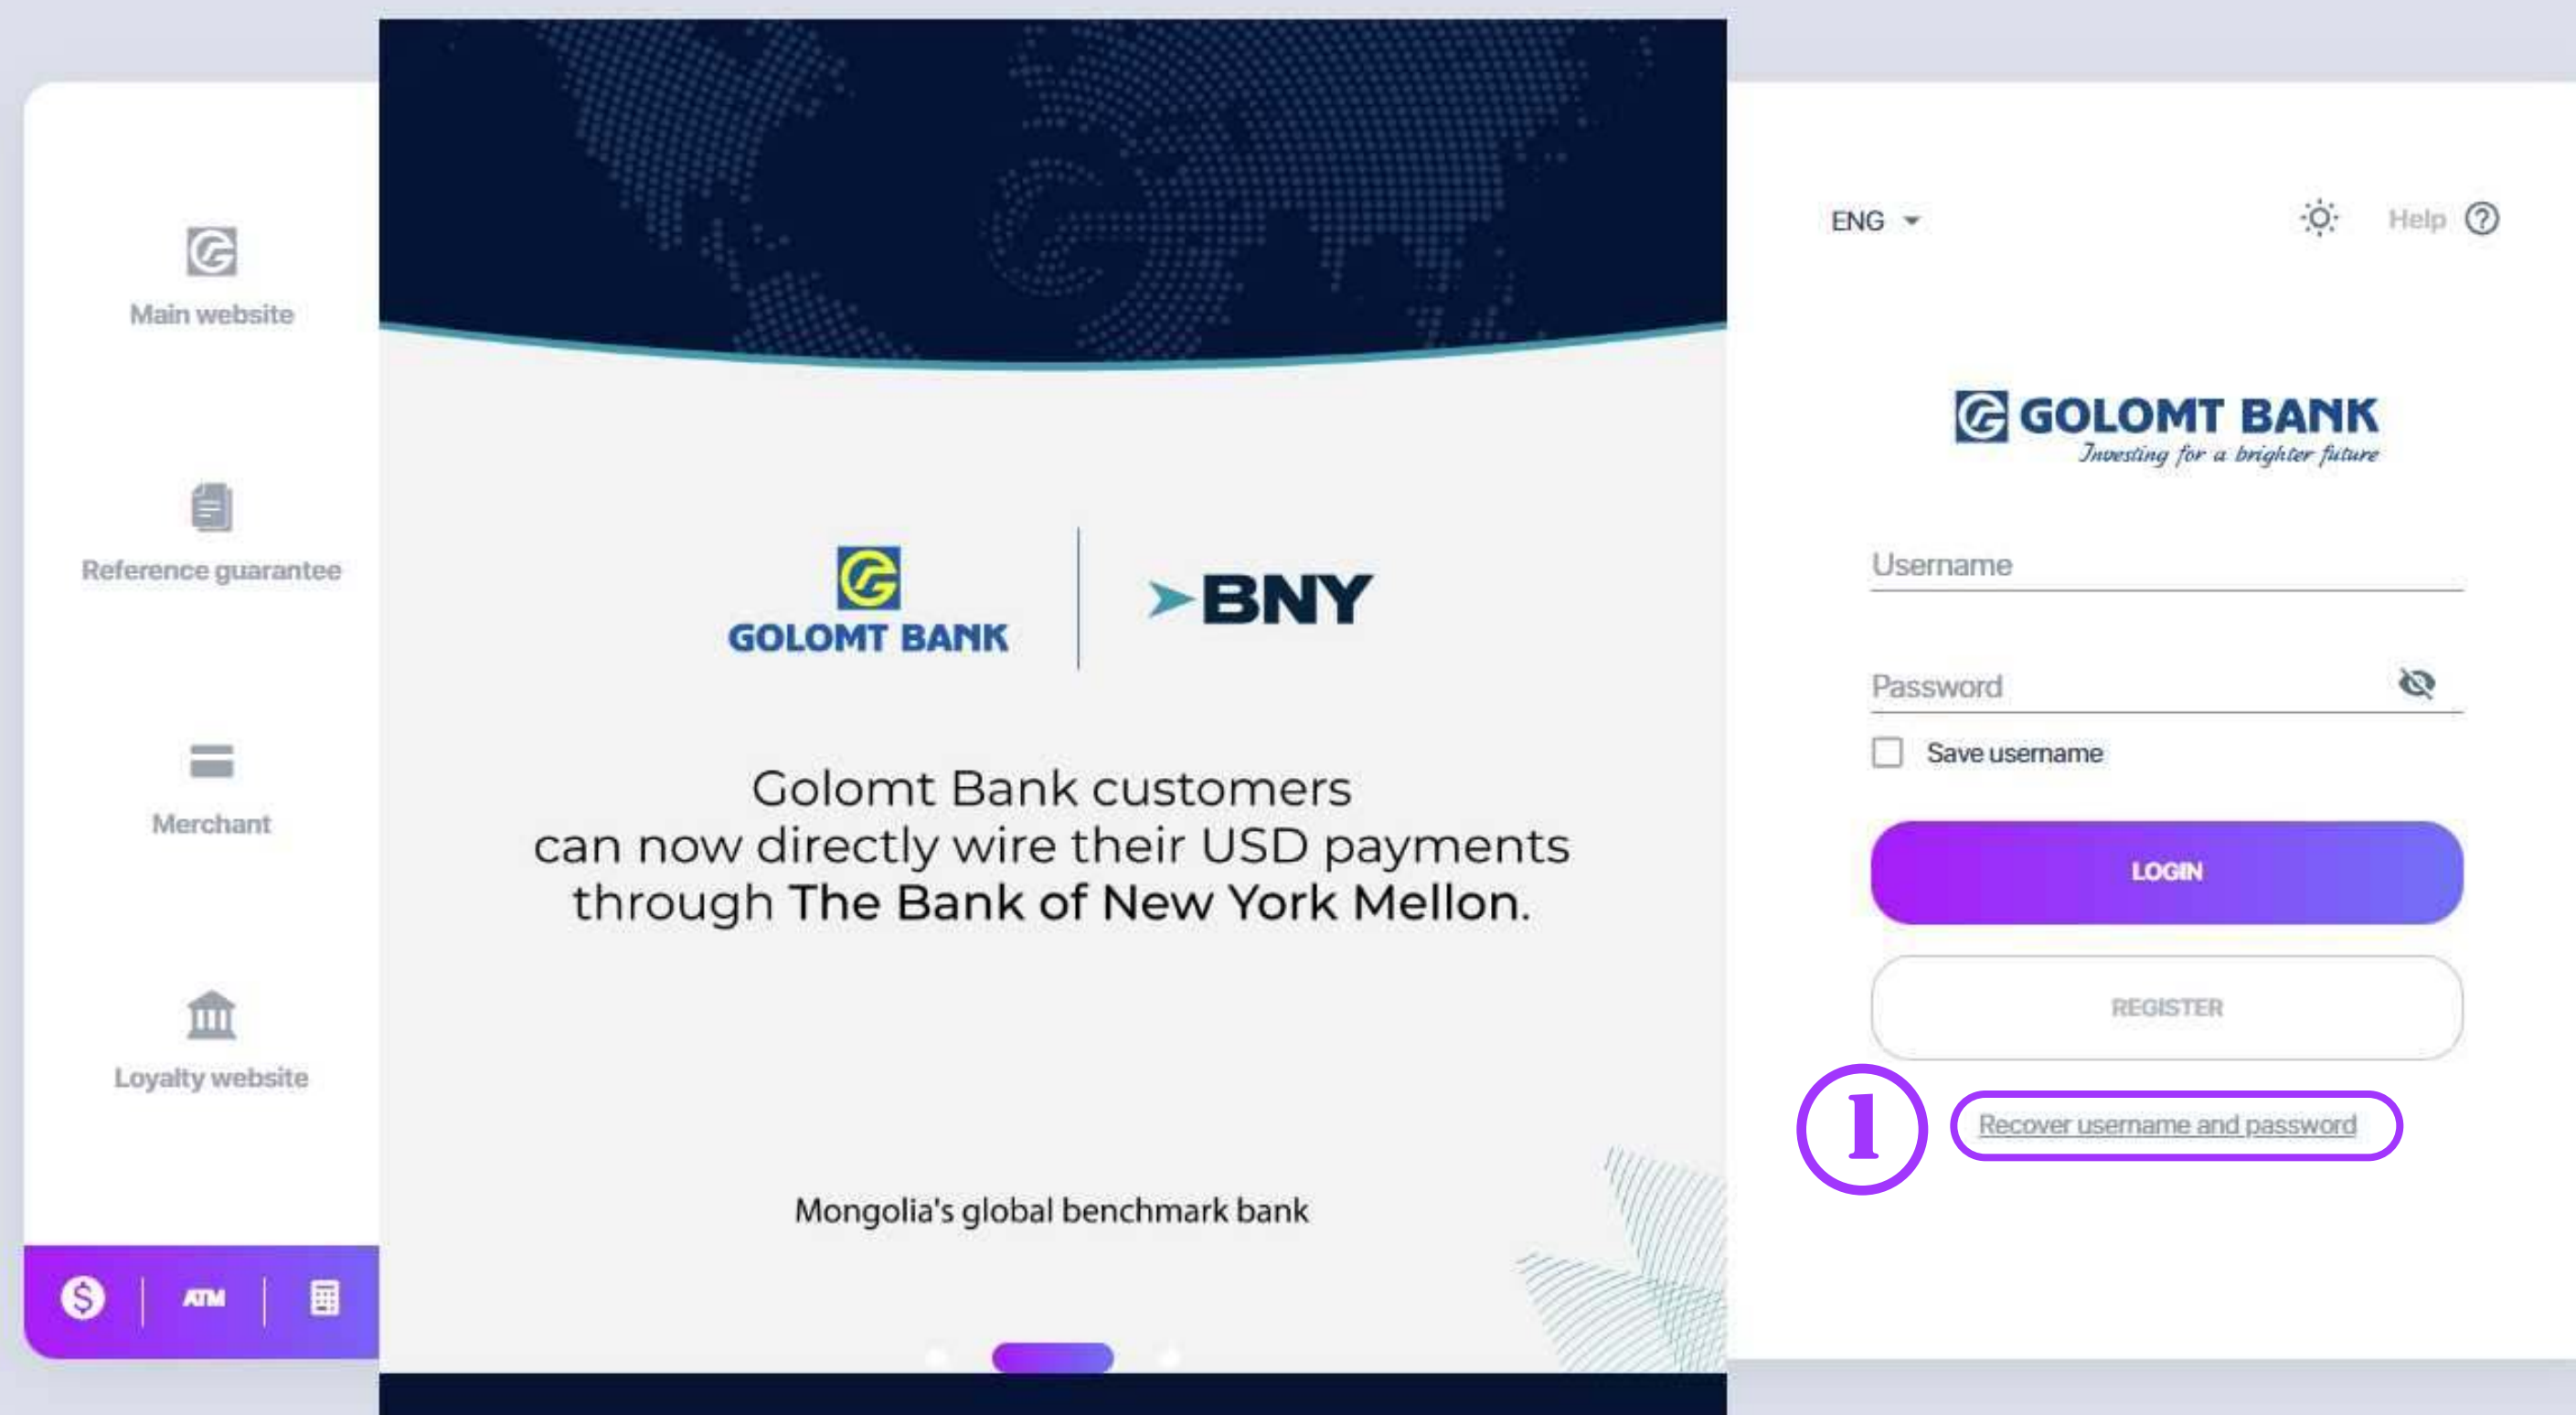 Main website
Reference guarantee
Merchant
Loyalty website
ATM
GOLOMT BANK
BNY
Golomt Bank customers
can now directly wire their USD payments
through The Bank of New York Mellon.
Mongolia's global benchmark bank
ENG
Help
GOLOMT BANK
Investing for a brighter future
Username
Password
Save username
LOGIN
REGISTER
1
Recover username and password